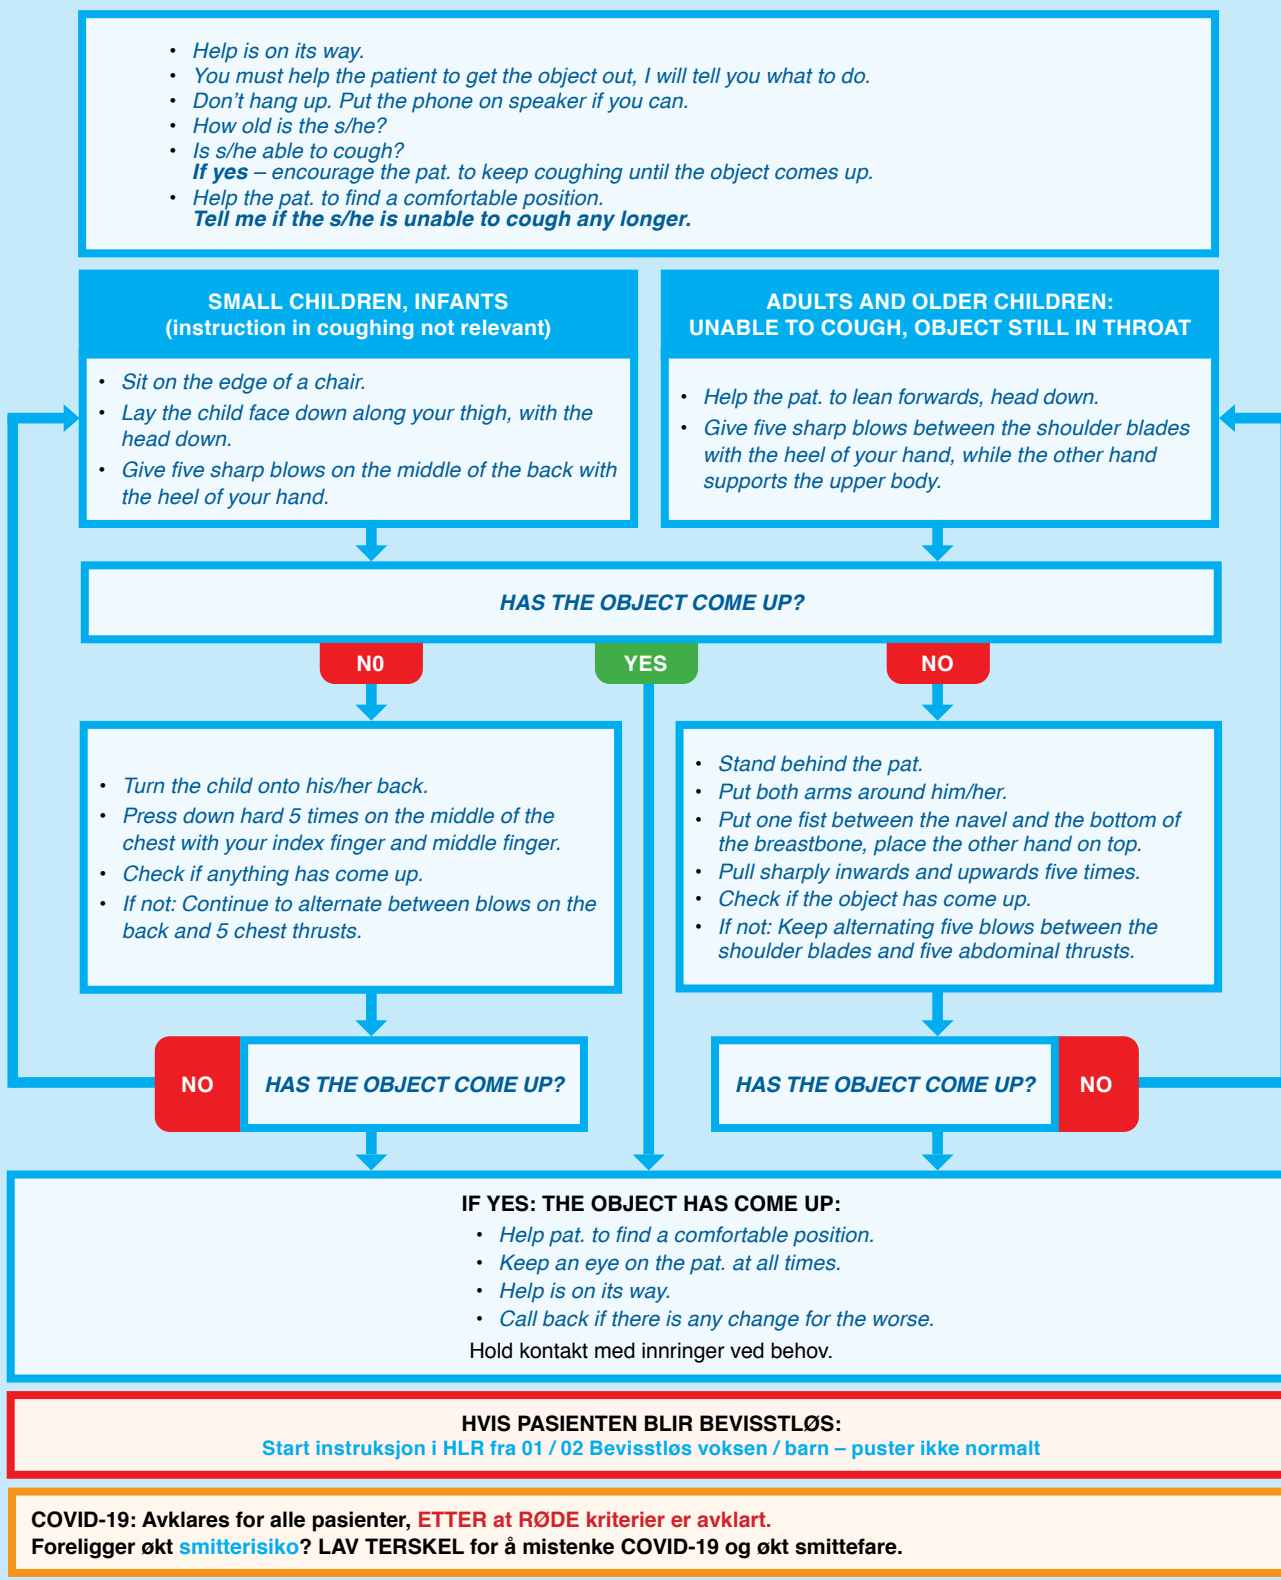 • Help is on its way.
• You must help the patient to get the object out, I will tell you what to do.
• Don't hang up. Put the phone on speaker if you can.
• How old is the s/he?
• Is s/he able to cough?
If yes – encourage the pat. to keep coughing until the object comes up.
• Help the pat. to find a comfortable position.
Tell me if the s/he is unable to cough any longer.
SMALL CHILDREN, INFANTS
(instruction in coughing not relevant)
• Sit on the edge of a chair.
• Lay the child face down along your thigh, with the
head down.
• Give five sharp blows on the middle of the back with
the heel of your hand.
ADULTS AND OLDER CHILDREN:
UNABLE TO COUGH, OBJECT STILL IN THROAT
• Help the pat. to lean forwards, head down.
• Give five sharp blows between the shoulder blades
with the heel of your hand, while the other hand
supports the upper body.
HAS THE OBJECT COME UP?
N0
YES
NO
• Turn the child onto his/her back.
• Press down hard 5 times on the middle of the
chest with your index finger and middle finger.
• Check if anything has come up.
• If not: Continue to alternate between blows on the
back and 5 chest thrusts.
• Stand behind the pat.
• Put both arms around him/her.
• Put one fist between the navel and the bottom of
the breastbone, place the other hand on top.
• Pull sharply inwards and upwards five times.
• Check if the object has come up.
• If not: Keep alternating five blows between the
shoulder blades and five abdominal thrusts.
NO
HAS THE OBJECT COME UP?
HAS THE OBJECT COME UP?
NO
IF YES: THE OBJECT HAS COME UP:
• Help pat. to find a comfortable position.
• Keep an eye on the pat. at all times.
• Help is on its way.
• Call back if there is any change for the worse.
Hold kontakt med innringer ved behov.
HVIS PASIENTEN BLIR BEVISSTLØS:
Start instruksjon i HLR fra 01 / 02 Bevisstløs voksen / barn – puster ikke normalt
COVID-19: Avklares for alle pasienter, ETTER at RØDE kriterier er avklart.
Foreligger økt smitterisiko? LAV TERSKEL for å mistenke COVID-19 og økt smittefare.